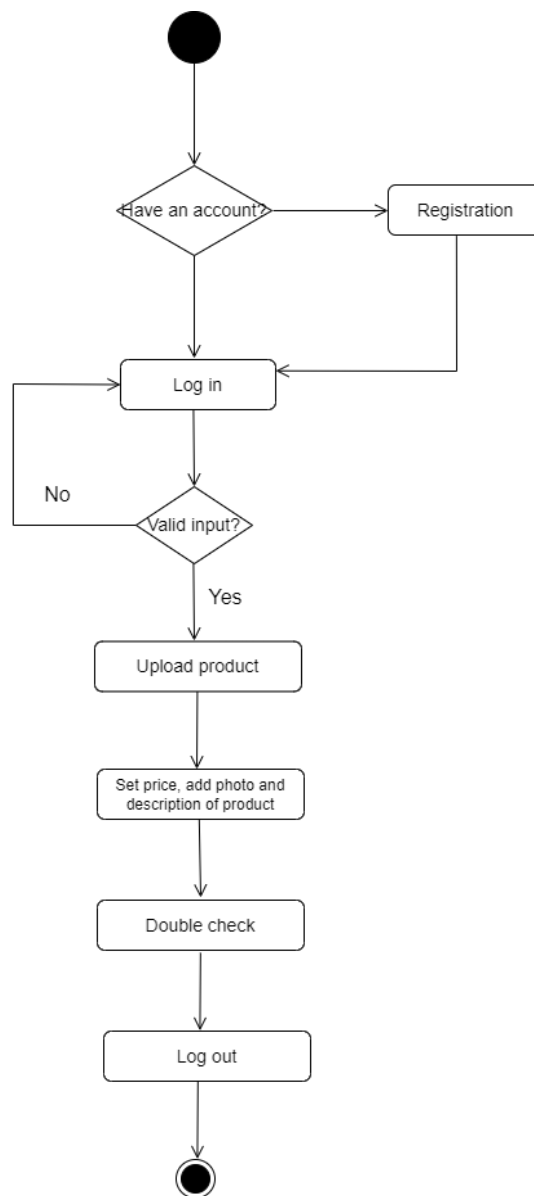 Have an account?
Registration
Log in
No
Valid input?
Yes
Upload product
Set price, add photo and
description of product
Double check
Log out